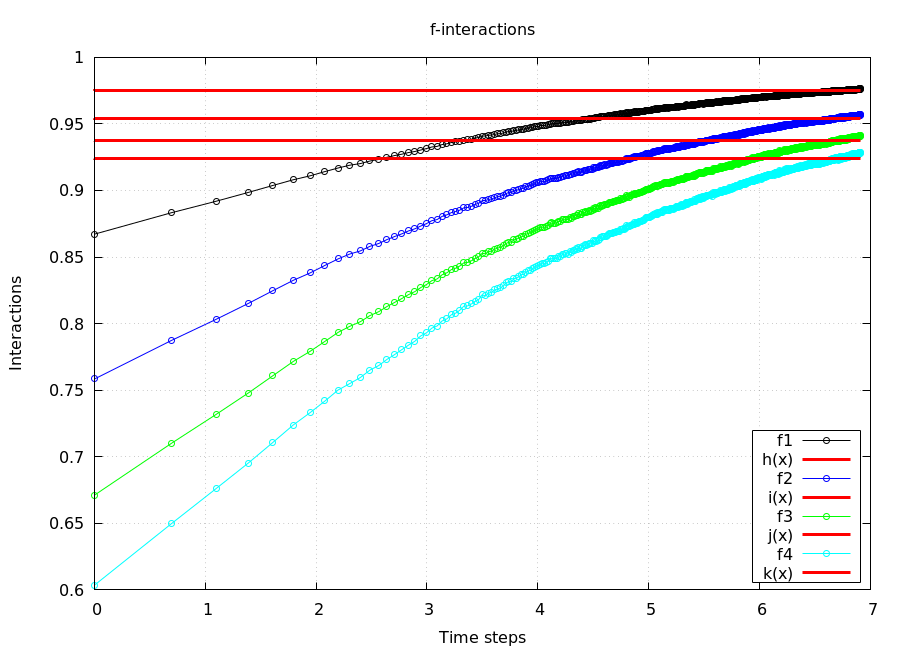 f-interactions
1
0.95
0.9
0.85
0.8
0.75
0.7
0.65
0.6
Interactions
f1
h(x)
f2
i(x)
f3
j(x)
f4
k(x)
0 1 2 3 4 5 6 7
Time steps